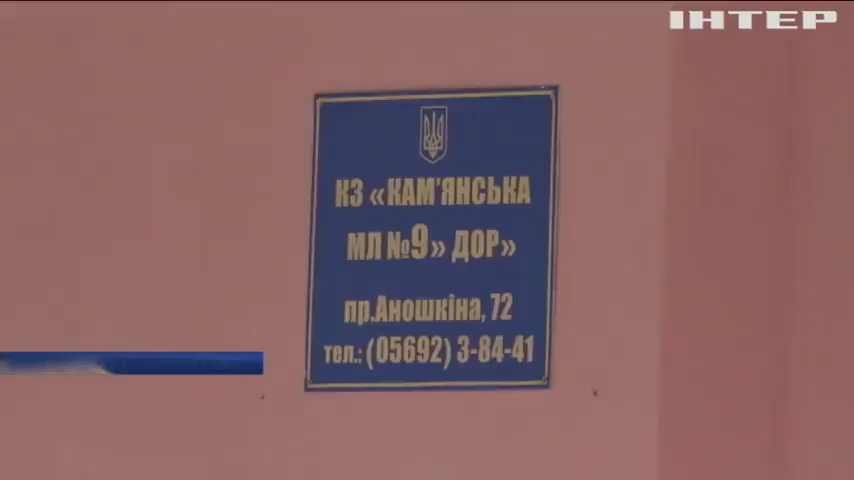 ІНТЕР
КЗ «КАМ'ЯНСЬКА
МЛ №9» ДОР»
пр.Аношкіна, 72
тел.: (05692) 3-84-41